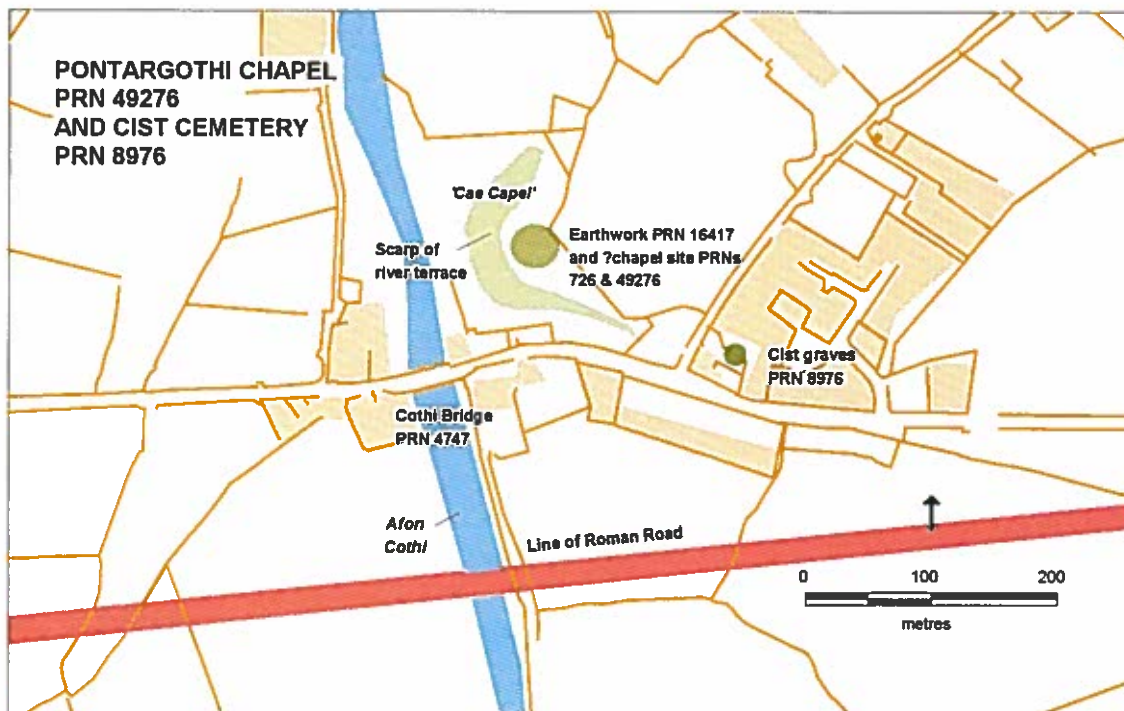 PONTARGOTHI CHAPEL
PRN 49276
AND CIST CEMETERY
PRN 8976
'Cae Capel'
Scarp of
river terrace
Earthwork PRN 16417
and ?chapel site PRNs
726 & 49276
Cist graves
PRN 8976
Cothi Bridge
PRN 4747
Afon
Cothi
Line of Roman Road
0 100 200
metres